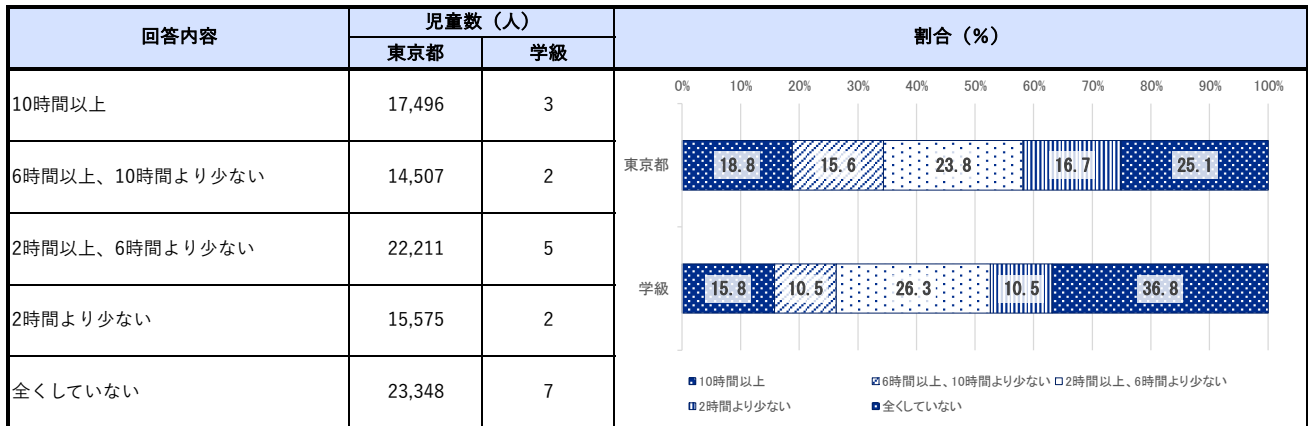 回答内容
児童数（人）
割合（％）
東京都
学級
10時間以上
17,496
3
6時間以上、10時間より少ない
14,507
2
2時間以上、6時間より少ない
22,211
5
2時間より少ない
15,575
2
全くしていない
23,348
7
0% 10% 20% 30% 40% 50% 60% 70% 80% 90% 100%
東京都
18.8 15.6 23.8 16.7 25.1
学級
15.8 10.5 26.3 10.5 36.8
10時間以上 6時間以上、10時間より少ない 2時間以上、6時間より少ない
2時間より少ない 全くしていない